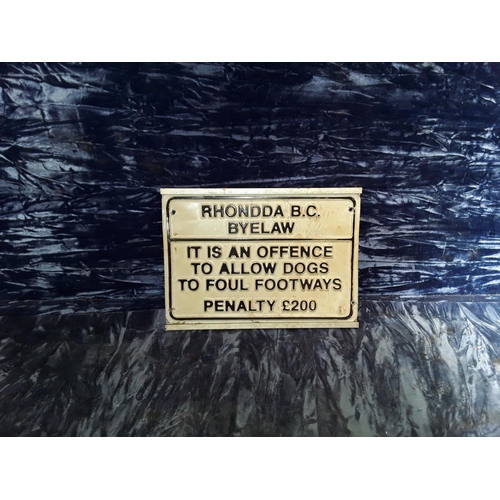 RHONDDA B.C.
BYELAW
IT IS AN OFFENCE
TO ALLOW DOGS
TO FOUL FOOTWAYS
PENALTY £200